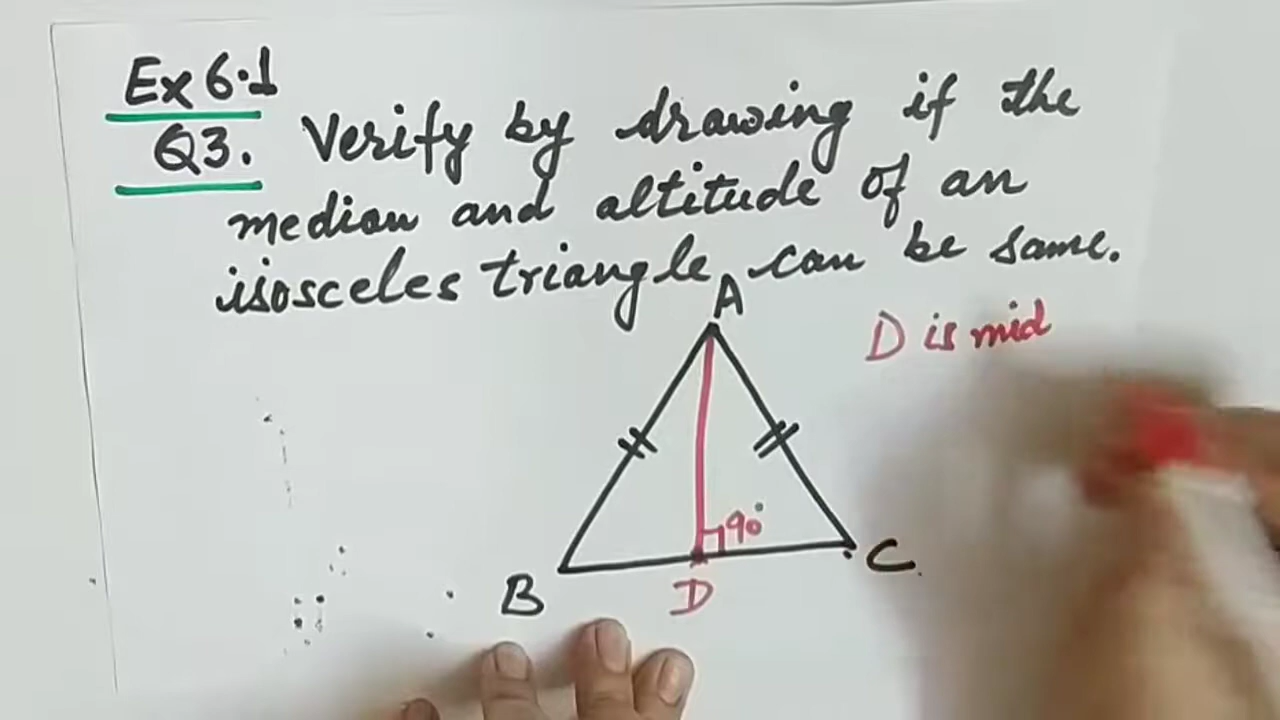 Ex 6.1
Q3. Verify by drawing if the
median and altitude of an
isosceles triangle can be same.
A
D is mid
90°
B
D
C